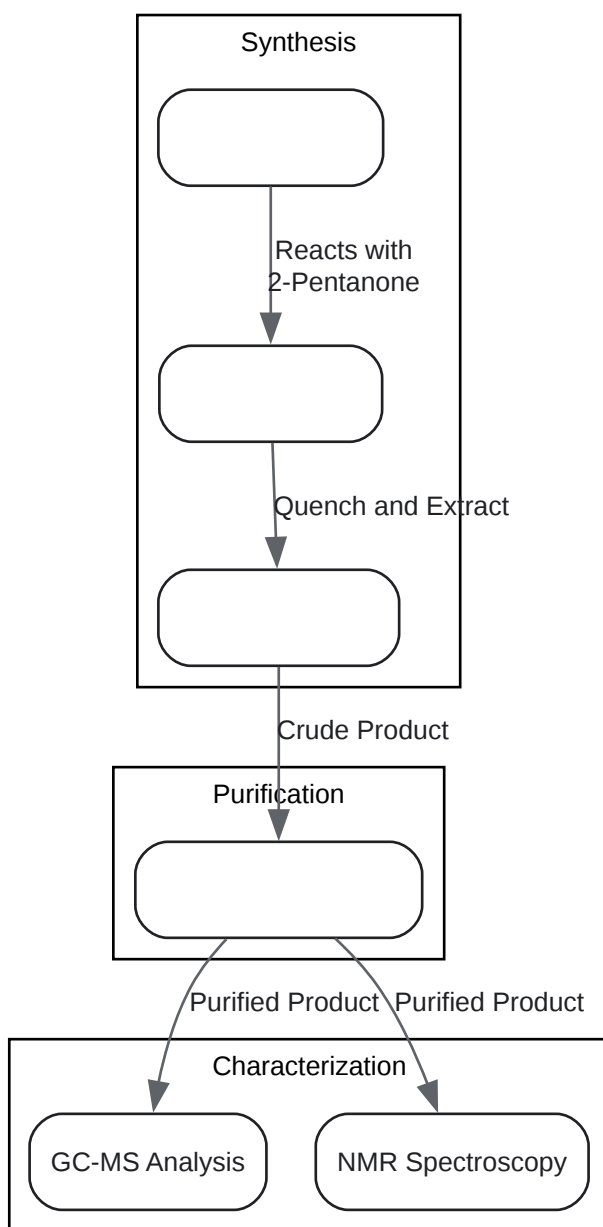 Synthesis
Reacts with
2-Pentanone
Quench and Extract
Crude Product
Purification
Purified Product
Purified Product
Characterization
GC-MS Analysis
NMR Spectroscopy